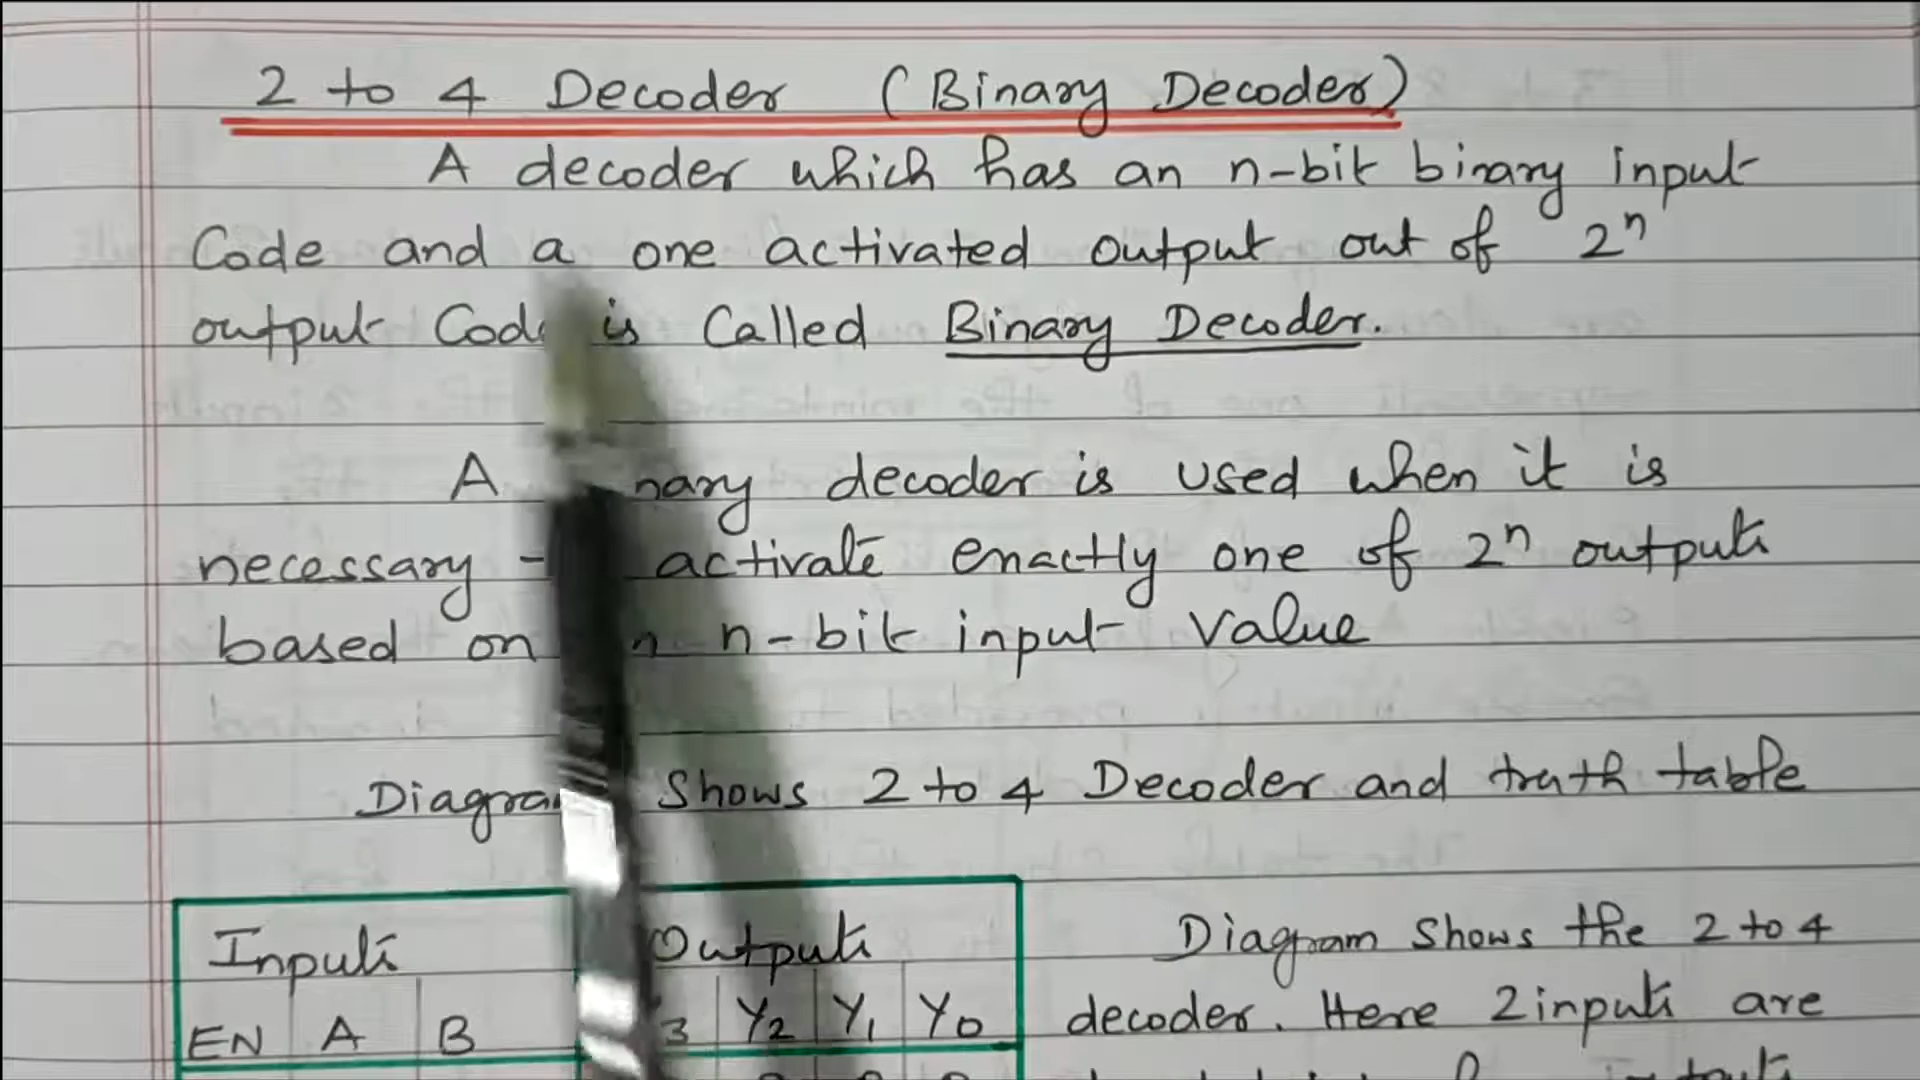 2 to 4 Decoder (Binary Decoder)
A decoder which has an n-bit binary input
Code and a one activated output out of 2ⁿ
output Code is Called Binary Decoder.
A decoder is used when it is
necessary activate enactly one of 2ⁿ outputs
based on n-bit input Value
Diagram Shows 2 to 4 Decoder and truth table
Inputs Outputs
EN A B Y2 Y1 Y0
Diagram Shows the 2 to 4
decoder. Here 2 inputs are